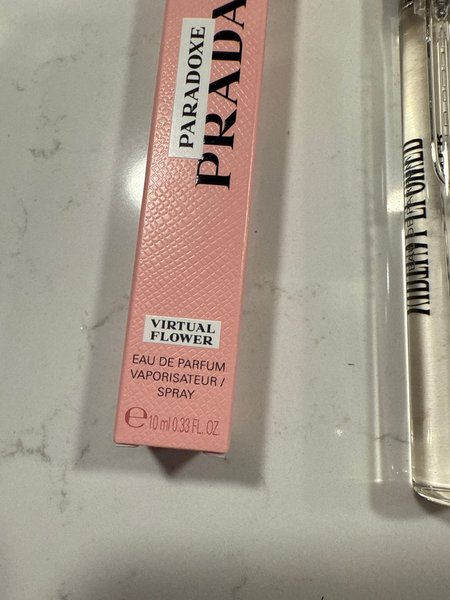 PARADOXE
PRADA
VIRTUAL
FLOWER
EAU DE PARFUM
VAPORISATEUR /
SPRAY
e 10 ml 0.33 FL. OZ.